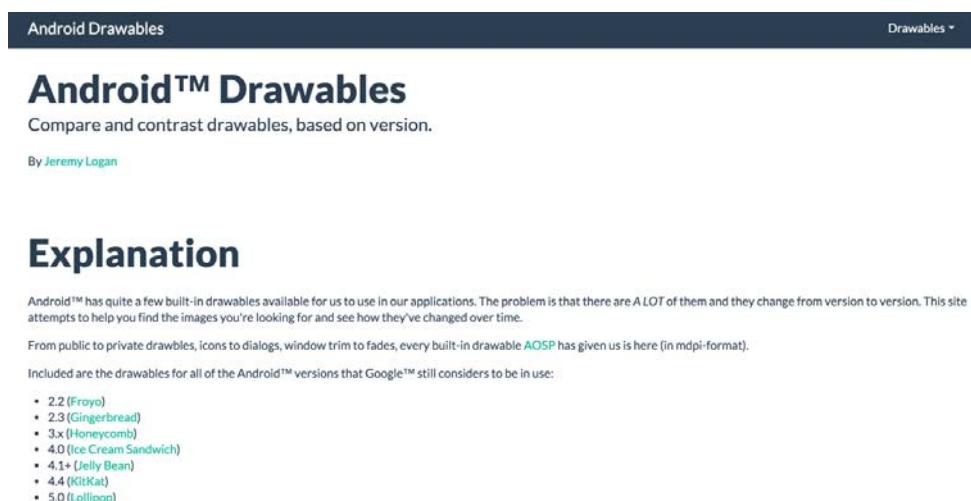 Android Drawables
Drawables
Android™ Drawables
Compare and contrast drawables, based on version.
By Jeremy Logan
Explanation
Android™ has quite a few built-in drawables available for us to use in our applications. The problem is that there are A LOT of them and they change from version to version. This site
attempts to help you find the images you're looking for and see how they've changed over time.
From public to private drawbles, icons to dialogs, window trim to fades, every built-in drawable AOSP has given us is here (in mdpi-format).
Included are the drawables for all of the Android™ versions that Google™ still considers to be in use:
• 2.2 (Froyo)
• 2.3 (Gingerbread)
• 3.x (Honeycomb)
• 4.0 (Ice Cream Sandwich)
• 4.1+ (Jelly Bean)
• 4.4 (KitKat)
• 5.0 (Lollipop)